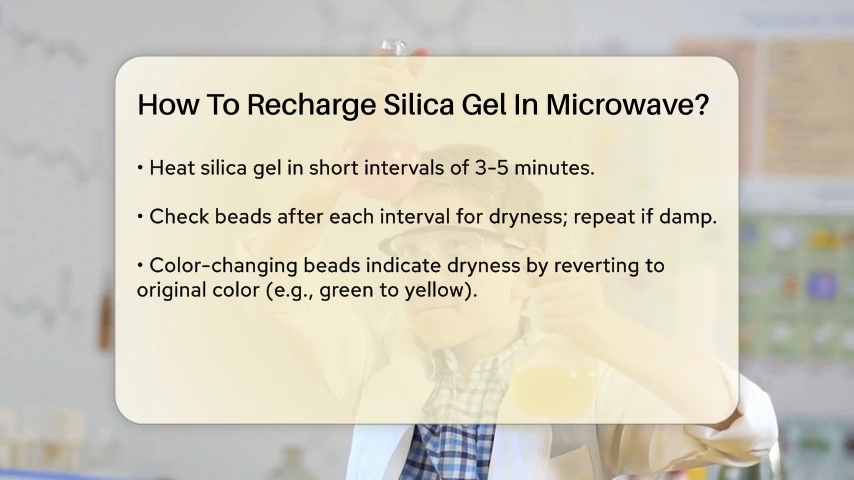 How To Recharge Silica Gel In Microwave?
• Heat silica gel in short intervals of 3-5 minutes.
• Check beads after each interval for dryness; repeat if damp.
• Color-changing beads indicate dryness by reverting to
original color (e.g., green to yellow).